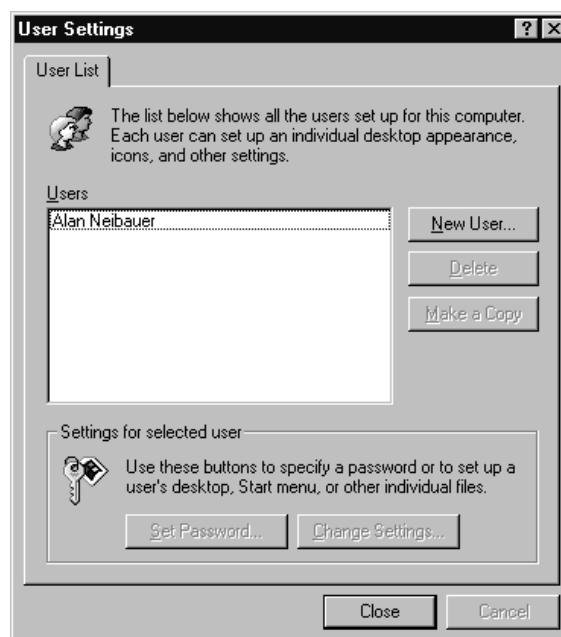 User Settings
User List
The list below shows all the users set up for this computer.
Each user can set up an individual desktop appearance,
icons, and other settings.
Users
Alan Neibauer
New User...
Delete
Make a Copy
Settings for selected user
Use these buttons to specify a password or to set up a
user's desktop, Start menu, or other individual files.
Set Password...
Change Settings...
Close
Cancel